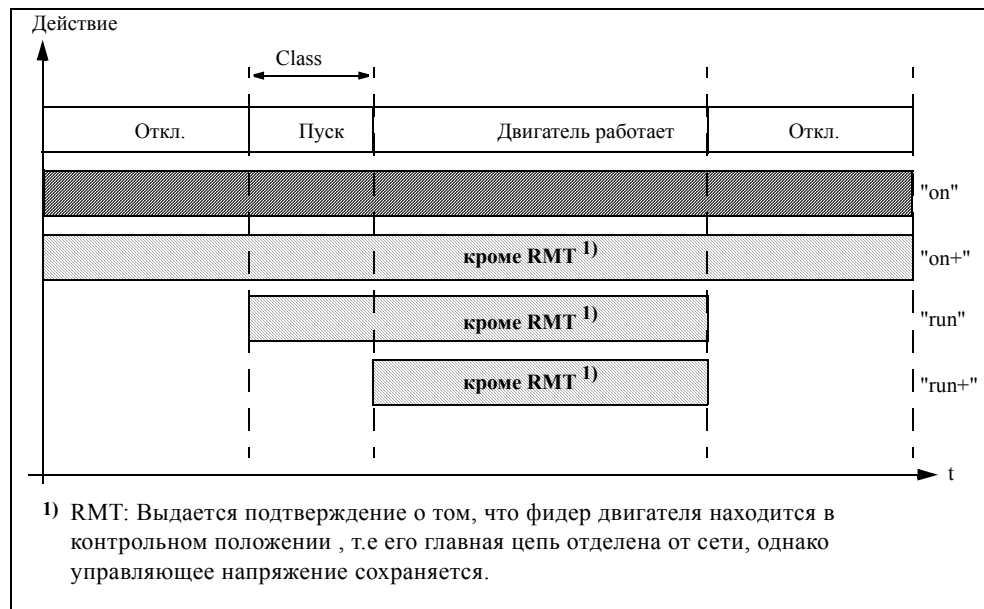 Действие
Class
Откл. Пуск Двигатель работает Откл.
"on"
кроме RMT 1) "on+"
кроме RMT 1) "run"
кроме RMT 1) "run+"
t
1) RMT: Выдается подтверждение о том, что фидер двигателя находится в
контрольном положении , т.е его главная цепь отделена от сети, однако
управляющее напряжение сохраняется.